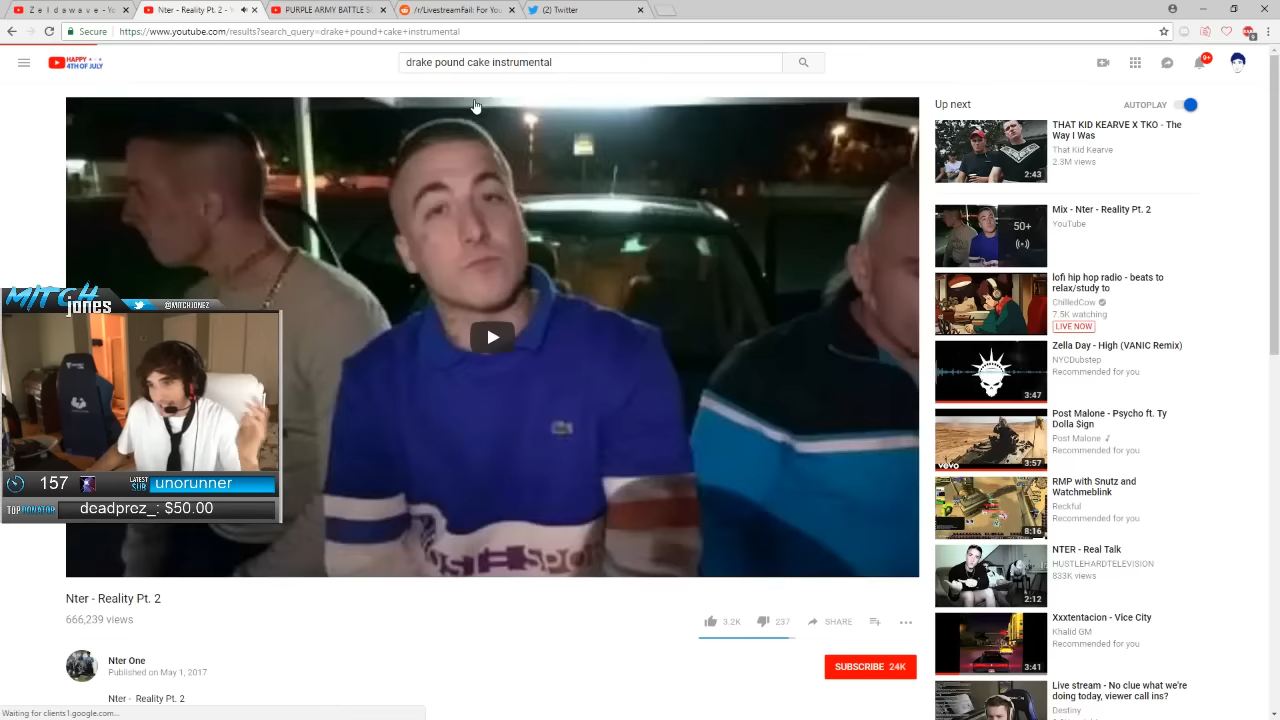 Z e l d a w a v e - Yo
Nter - Reality Pt. 2 - Y
PURPLE ARMY BATTLE SC
/r/LivestreamFail: For You
(2) Twitter
Secure
https://www.youtube.com/results?search_query=drake+pound+cake+instrumental
HAPPY
4TH OF JULY
drake pound cake instrumental
9+
Up next
AUTOPLAY
THAT KID KEARVE X TKO - The
Way I Was
That Kid Kearve
2.3M views
2:43
Mix - Nter - Reality Pt. 2
YouTube
50+
lofi hip hop radio - beats to
relax/study to
ChilledCow
7.5K watching
LIVE NOW
Zella Day - High (VANIC Remix)
NYCDubstep
Recommended for you
3:47
Post Malone - Psycho ft. Ty
Dolla $ign
Post Malone
Recommended for you
vevo
3:57
RMP with Snutz and
Watchmeblink
Reckful
Recommended for you
8:16
NTER - Real Talk
HUSTLEHARDTELEVISION
833K views
2:12
Xxxtentacion - Vice City
Khalid GM
Recommended for you
3:41
Live stream - No clue what we're
doing today, viewer call ins?
Destiny
MITCH
jones
@MITCHJONEZ
157
LATEST
SUB
unorunner
TOP DONATOR
deadprez_: $50.00
Nter - Reality Pt. 2
666,239 views
3.2K
237
SHARE
Nter One
Published on May 1, 2017
SUBSCRIBE 24K
Nter - Reality Pt. 2
Waiting for clients1.google.com...